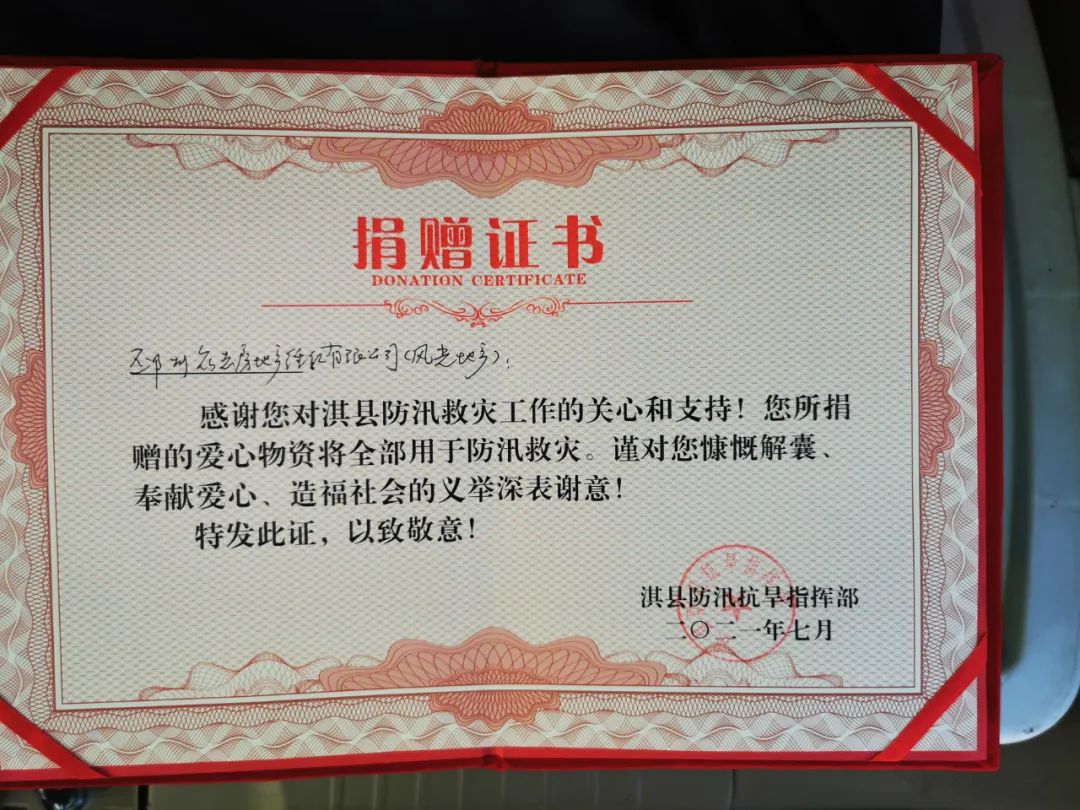 捐赠证书
DONATION CERTIFICATE
房地产经纪有限公司(风光地产):
感谢您对淇县防汛救灾工作的关心和支持!您所捐
赠的爱心物资将全部用于防汛救灾。谨对您慷慨解囊、
奉献爱心、造福社会的义举深表谢意!
特发此证,以致敬意!
淇县防汛抗旱指挥部
二〇二一年七月